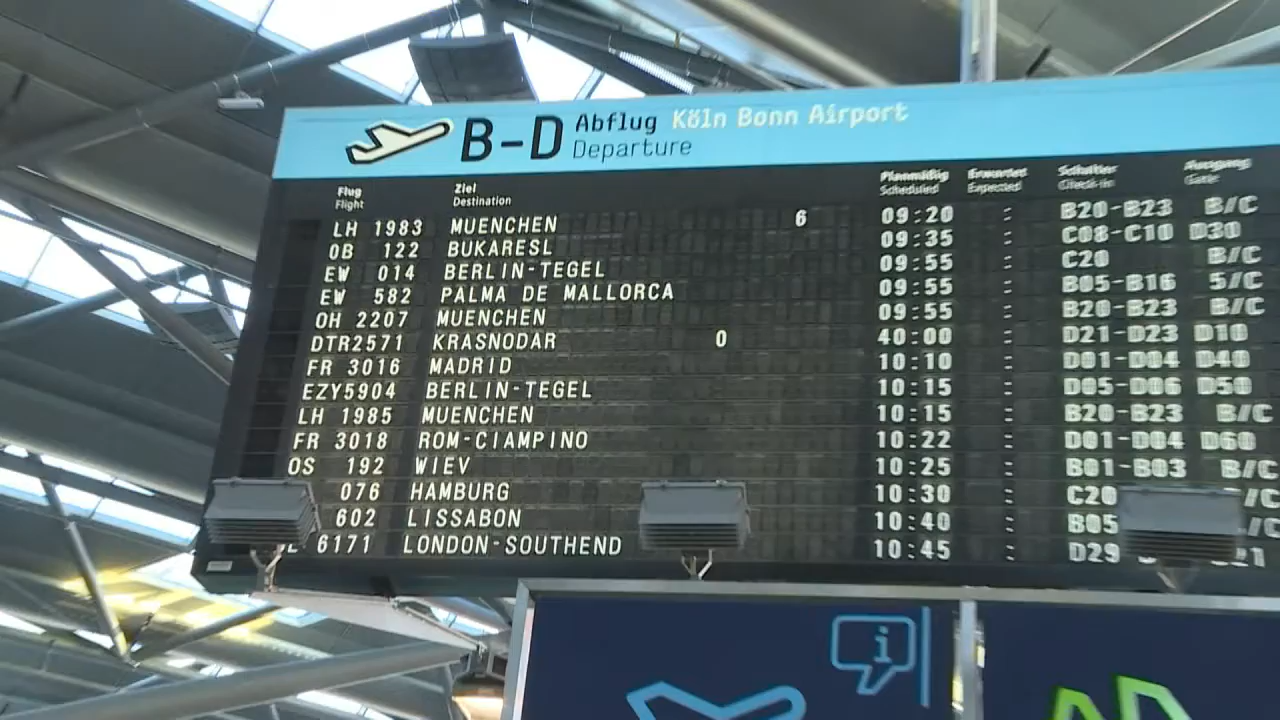 B-D Abflug Köln Bonn Airport
Departure
Flug Ziel Planmäßig Erwartet Schalter Ausgang
Flight Destination Scheduled Expected Check-in Gate
LH 1983 MUENCHEN 6 09:20 : B20-B23 B/C
0B 122 BUKARESL 09:35 : C08-C10 D30
EW 014 BERLIN-TEGEL 09:55 : C20 B/C
EW 582 PALMA DE MALLORCA 09:55 : B05-B16 5/C
OH 2207 MUENCHEN 09:55 : B20-B23 B/C
DTR2571 KRASNODAR 0 40:00 : D21-D23 D10
FR 3016 MADRID 10:10 : D01-D04 D40
EZY5904 BERLIN-TEGEL 10:15 : D05-D06 D50
LH 1985 MUENCHEN 10:15 : B20-B23 B/C
FR 3018 ROM-CIAMPINO 10:22 : D01-D04 D60
OS 192 WIEV 10:25 : B01-B03 B/C
076 HAMBURG 10:30 : C20 /C
602 LISSABON 10:40 : B05 /C
6171 LONDON-SOUTHEND 10:45 : D29 21
i